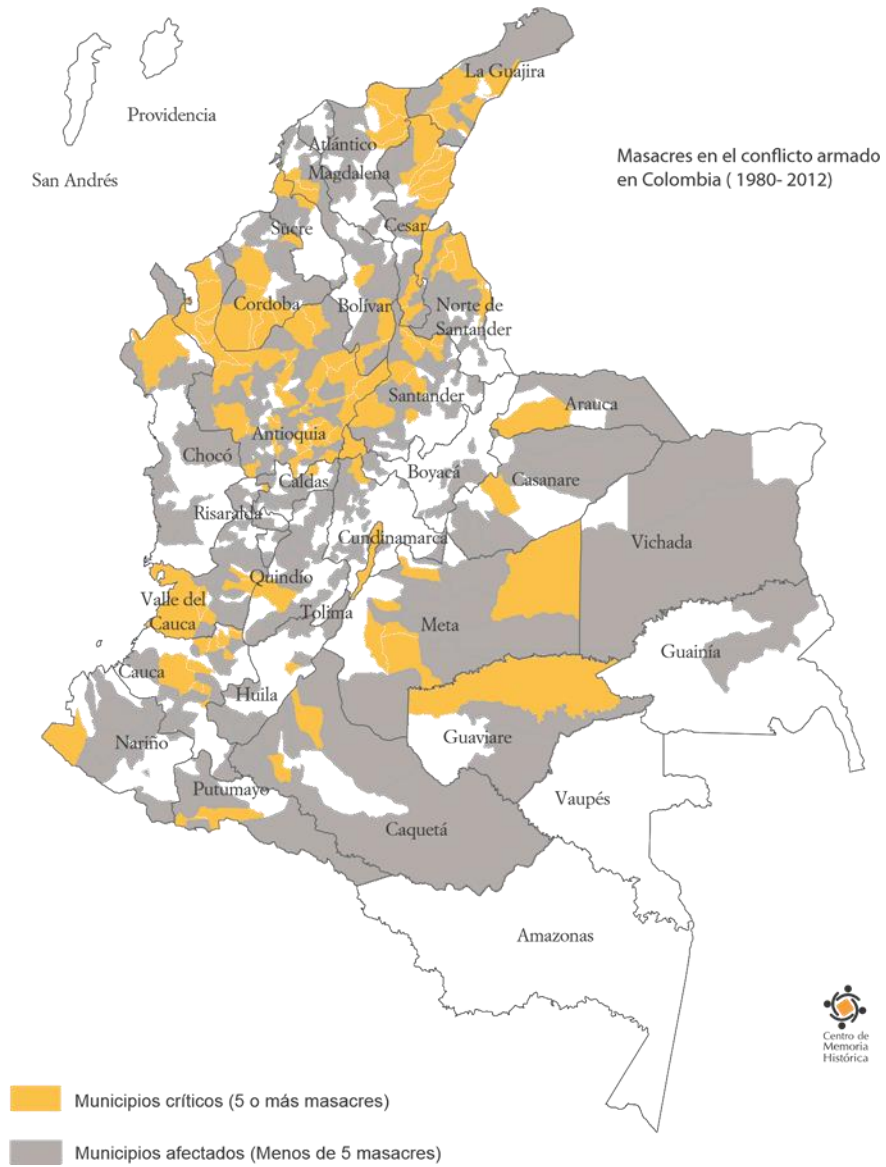 La Guajira
Providencia
Atlántico
Masacres en el conflicto armado
en Colombia ( 1980- 2012)
San Andrés
Magdalena
Cesar
Sucre
Cordoba
Bolívar
Norte de
Santander
Santander
Arauca
Antioquia
Chocó
Boyacá
Caldas
Casanare
Risaralda
Cundinamarca
Vichada
Quindío
Valle del
Cauca
Tolima
Meta
Guainía
Cauca
Huila
Nariño
Guaviare
Putumayo
Vaupés
Caquetá
Amazonas
Centro de
Memoria
Histórica
Municipios críticos (5 o más masacres)
Municipios afectados (Menos de 5 masacres)